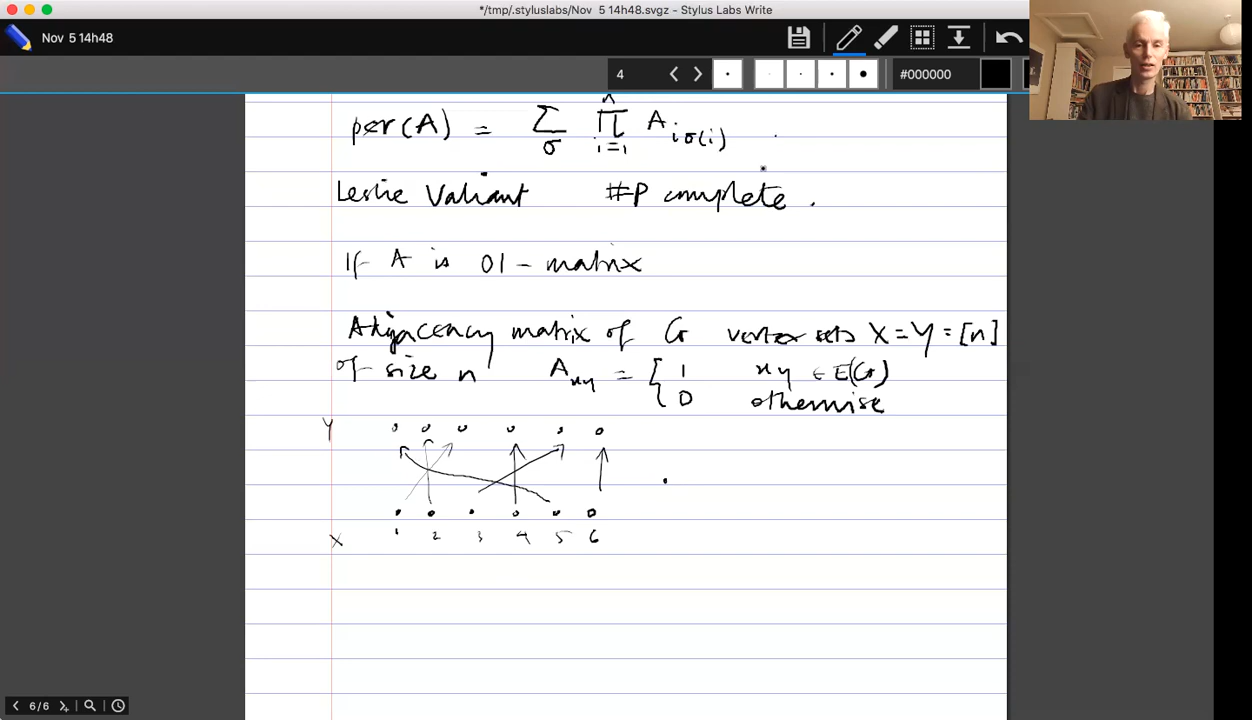 */tmp/.styluslabs/Nov 5 14h48.svgz - Stylus Labs Write
Nov 5 14h48
4
#000000
per(A) = ∑_σ ∏_{i=1}^{n} A_{iσ(i)}
Leslie Valiant #P complete.
If A is 01-matrix
Adjacency matrix of G vertex sets X = Y = [n]
of size n A_{xy} = { 1 xy ∈ E(G)
0 otherwise
Y
X 1 2 3 4 5 6
6/6